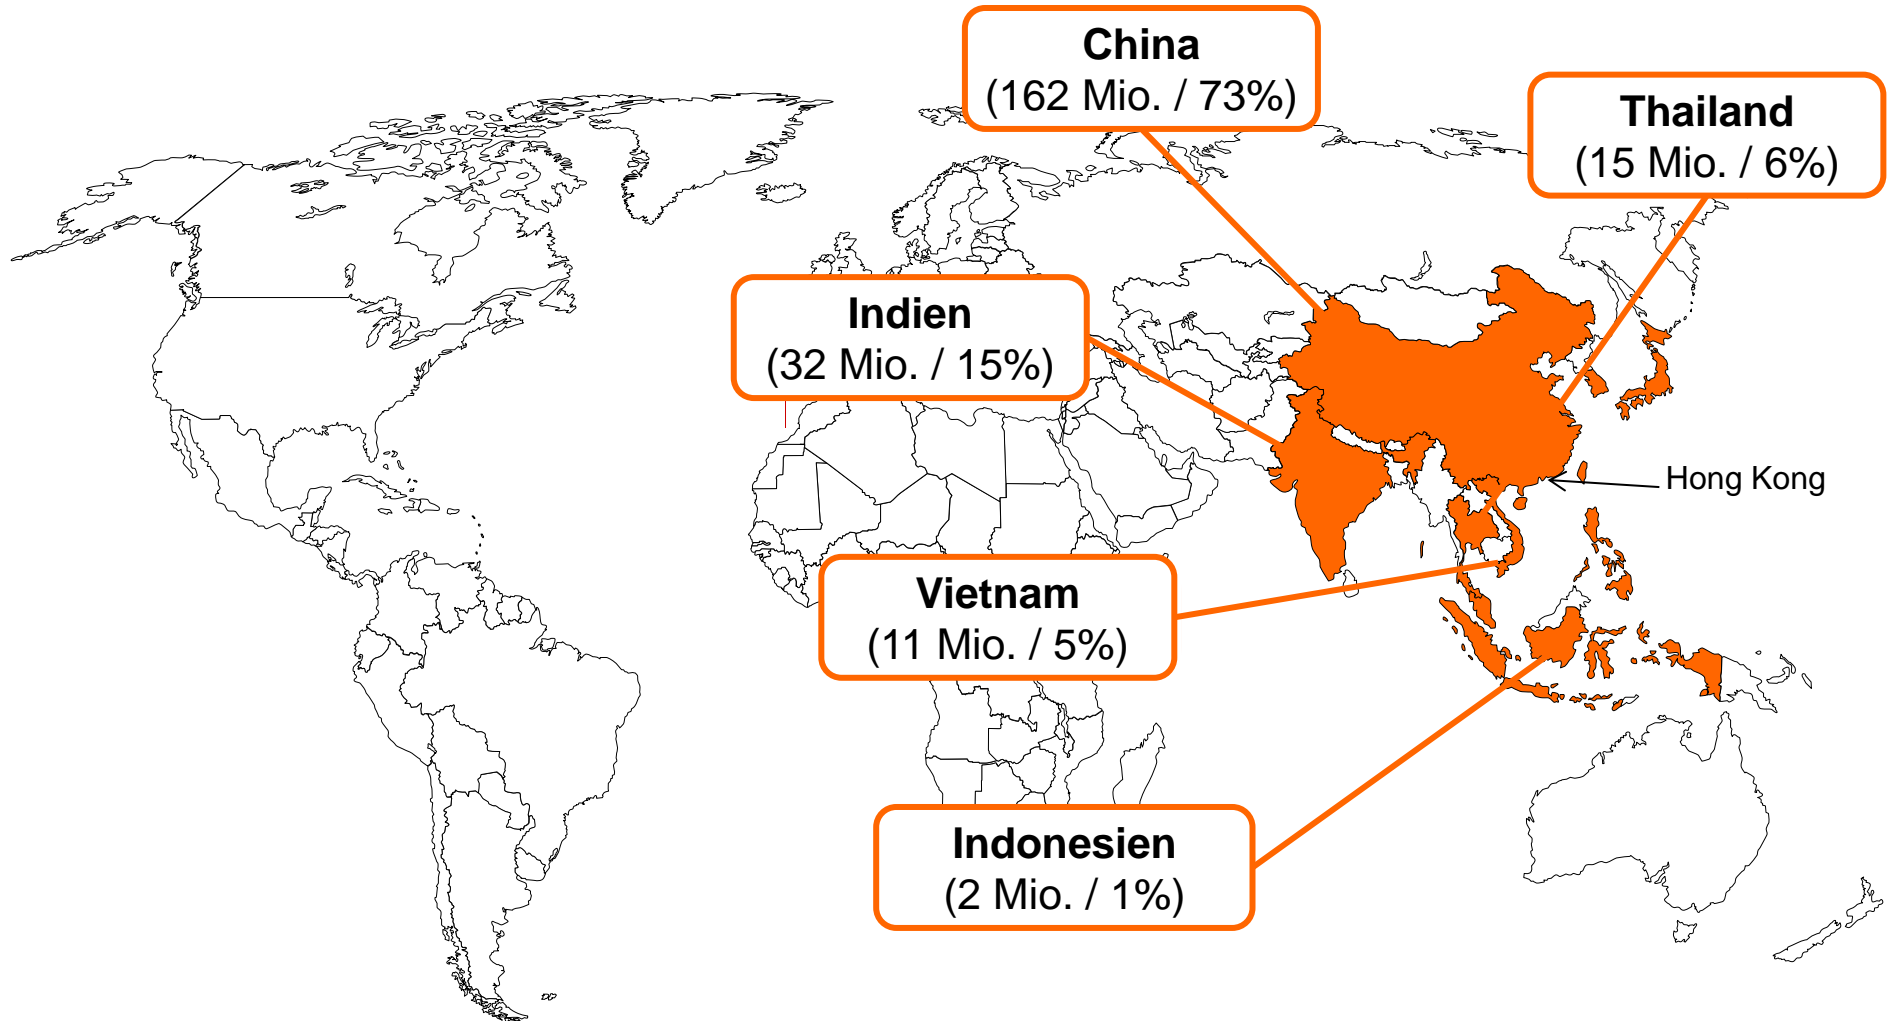 China
(162 Mio. / 73%)
Thailand
(15 Mio. / 6%)
Indien
(32 Mio. / 15%)
Hong Kong
Vietnam
(11 Mio. / 5%)
Indonesien
(2 Mio. / 1%)